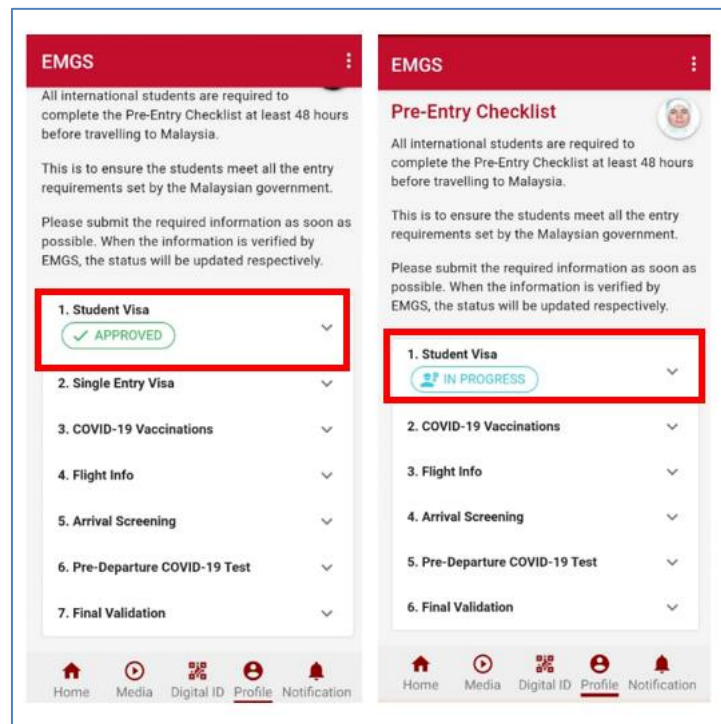 EMGS
All international students are required to
complete the Pre-Entry Checklist at least 48 hours
before travelling to Malaysia.
This is to ensure the students meet all the entry
requirements set by the Malaysian government.
Please submit the required information as soon as
possible. When the information is verified by
EMGS, the status will be updated respectively.
1. Student Visa
APPROVED
2. Single Entry Visa
3. COVID-19 Vaccinations
4. Flight Info
5. Arrival Screening
6. Pre-Departure COVID-19 Test
7. Final Validation
Home Media Digital ID Profile Notification
EMGS
Pre-Entry Checklist
All international students are required to
complete the Pre-Entry Checklist at least 48 hours
before travelling to Malaysia.
This is to ensure the students meet all the entry
requirements set by the Malaysian government.
Please submit the required information as soon as
possible. When the information is verified by
EMGS, the status will be updated respectively.
1. Student Visa
IN PROGRESS
2. COVID-19 Vaccinations
3. Flight Info
4. Arrival Screening
5. Pre-Departure COVID-19 Test
6. Final Validation
Home Media Digital ID Profile Notification